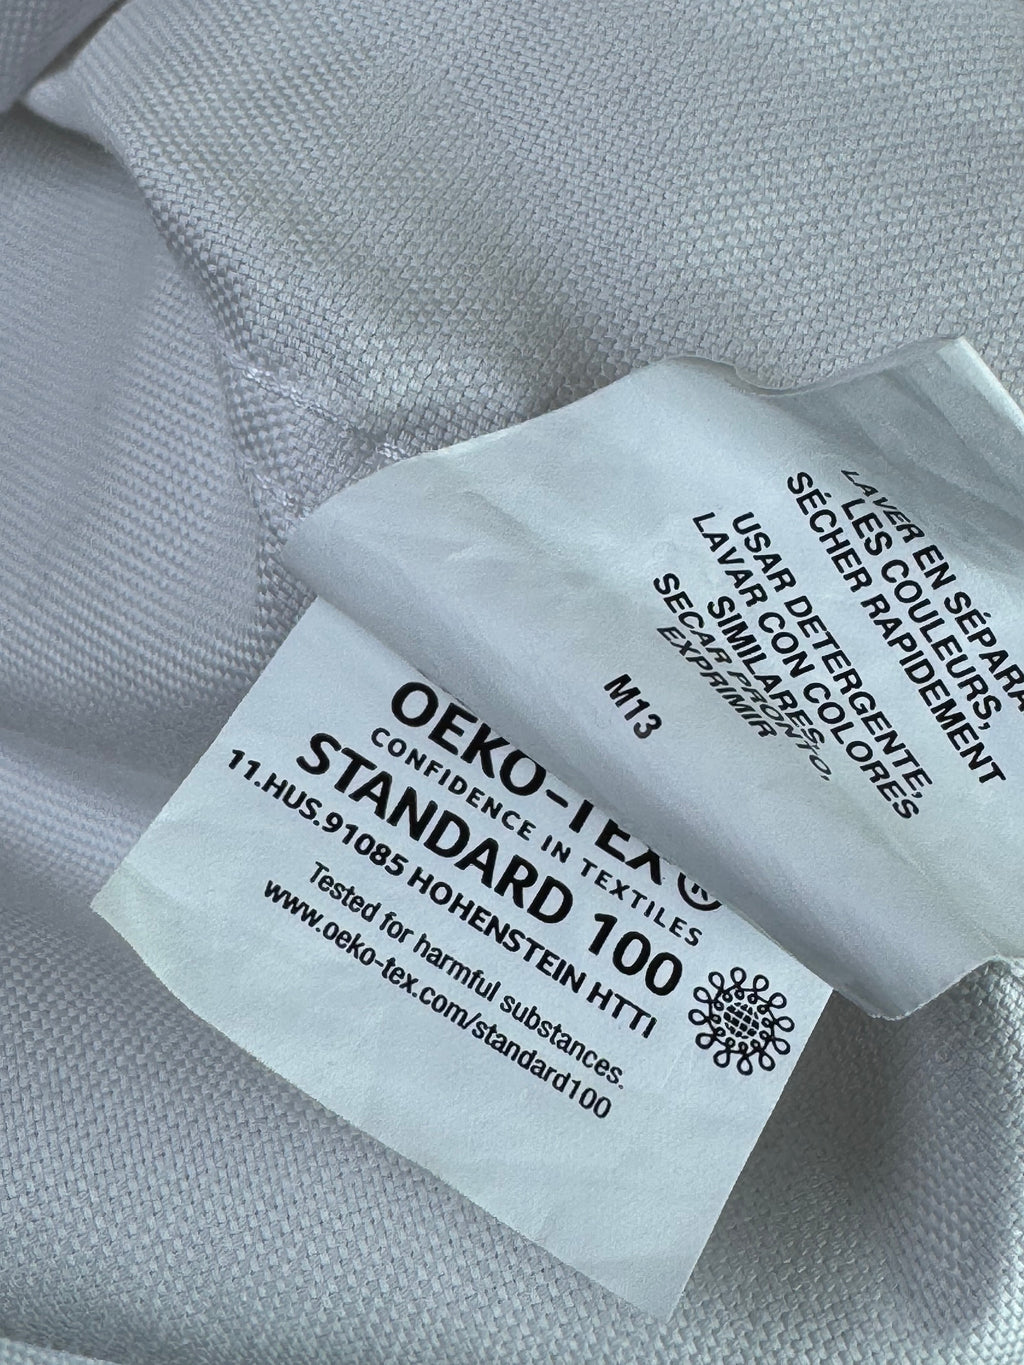 LAVER EN SÉPARA
LES COULEURS,
SÉCHER RAPIDEMENT
USAR DETERGENTE,
LAVAR CON COLORES
SIMILARES,
SECAR PRONTO,
EXPRIMIR
M13
OEKO-TEX®
CONFIDENCE IN TEXTILES
STANDARD 100
11.HUS.91085 HOHENSTEIN HTTI
Tested for harmful substances.
www.oeko-tex.com/standard100